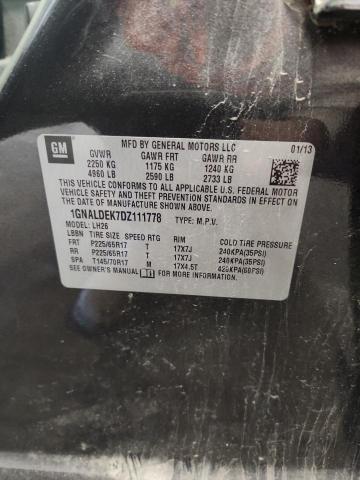 GM
MFD BY GENERAL MOTORS LLC 01/13
GVWR GAWR FRT GAWR RR
2250 KG 1175 KG 1240 KG
4960 LB 2590 LB 2733 LB
THIS VEHICLE CONFORMS TO ALL APPLICABLE U.S. FEDERAL MOTOR
VEHICLE SAFETY AND THEFT PREVENTION STANDARDS IN EFFECT ON
THE DATE OF MANUFACTURE SHOWN ABOVE.
1GNALDEK7DZ111778 TYPE: M.P.V.
MODEL: LH26
LBBN TIRE SIZE SPEED RTG RIM COLD TIRE PRESSURE
FRT P225/65R17 T 17X7J 240KPA(35PSI)
RR P225/65R17 T 17X7J 240KPA(35PSI)
SPA T145/70R17 M 17X4.5T 420KPA(60PSI)
SEE OWNER'S MANUAL FOR ADDITIONAL INFORMATION.